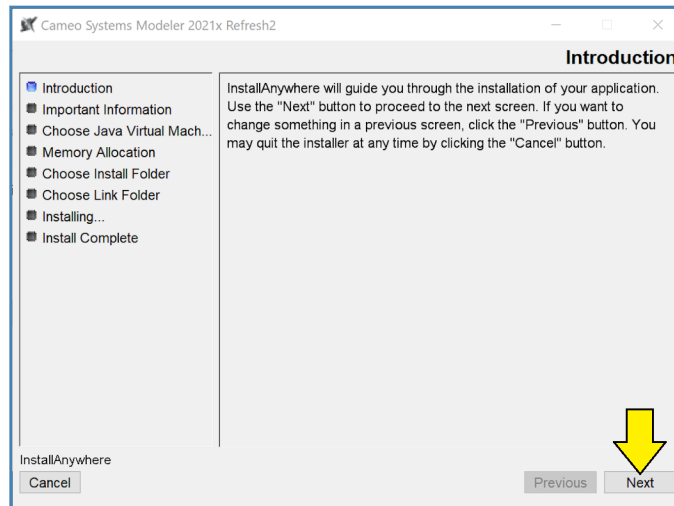 Cameo Systems Modeler 2021x Refresh2
Introduction
Introduction
Important Information
Choose Java Virtual Mach...
Memory Allocation
Choose Install Folder
Choose Link Folder
Installing...
Install Complete
InstallAnywhere will guide you through the installation of your application.
Use the "Next" button to proceed to the next screen. If you want to
change something in a previous screen, click the "Previous" button. You
may quit the installer at any time by clicking the "Cancel" button.
InstallAnywhere
Cancel
Previous
Next